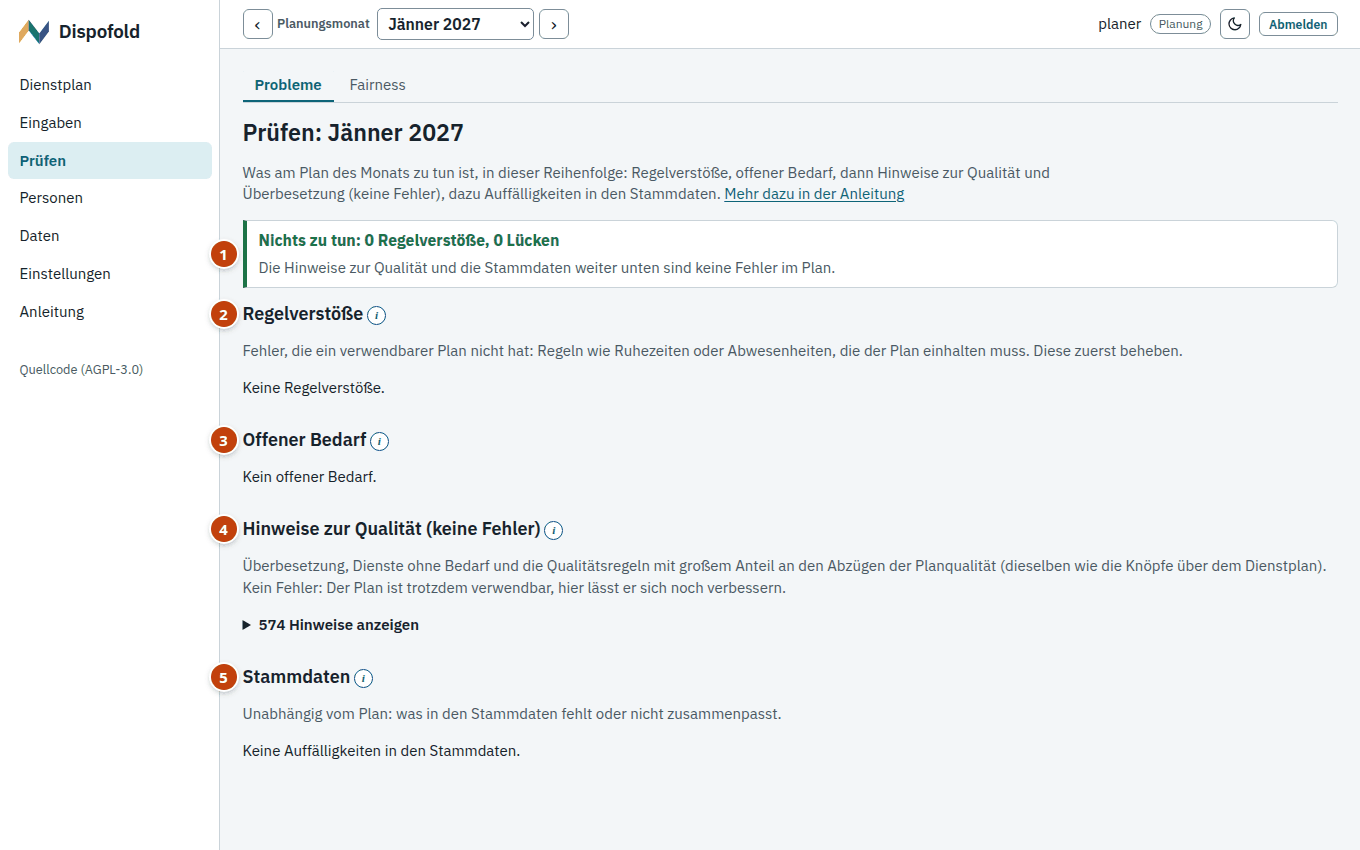 Dispofold
‹ Planungsmonat Jänner 2027 ›
planer Planung Abmelden
Dienstplan
Eingaben
Prüfen
Personen
Daten
Einstellungen
Anleitung
Quellcode (AGPL-3.0)
Probleme Fairness
Prüfen: Jänner 2027
Was am Plan des Monats zu tun ist, in dieser Reihenfolge: Regelverstöße, offener Bedarf, dann Hinweise zur Qualität und
Überbesetzung (keine Fehler), dazu Auffälligkeiten in den Stammdaten. Mehr dazu in der Anleitung
1
Nichts zu tun: 0 Regelverstöße, 0 Lücken
Die Hinweise zur Qualität und die Stammdaten weiter unten sind keine Fehler im Plan.
2 Regelverstöße i
Fehler, die ein verwendbarer Plan nicht hat: Regeln wie Ruhezeiten oder Abwesenheiten, die der Plan einhalten muss. Diese zuerst beheben.
Keine Regelverstöße.
3 Offener Bedarf i
Kein offener Bedarf.
4 Hinweise zur Qualität (keine Fehler) i
Überbesetzung, Dienste ohne Bedarf und die Qualitätsregeln mit großem Anteil an den Abzügen der Planqualität (dieselben wie die Knöpfe über dem Dienstplan).
Kein Fehler: Der Plan ist trotzdem verwendbar, hier lässt er sich noch verbessern.
574 Hinweise anzeigen
5 Stammdaten i
Unabhängig vom Plan: was in den Stammdaten fehlt oder nicht zusammenpasst.
Keine Auffälligkeiten in den Stammdaten.